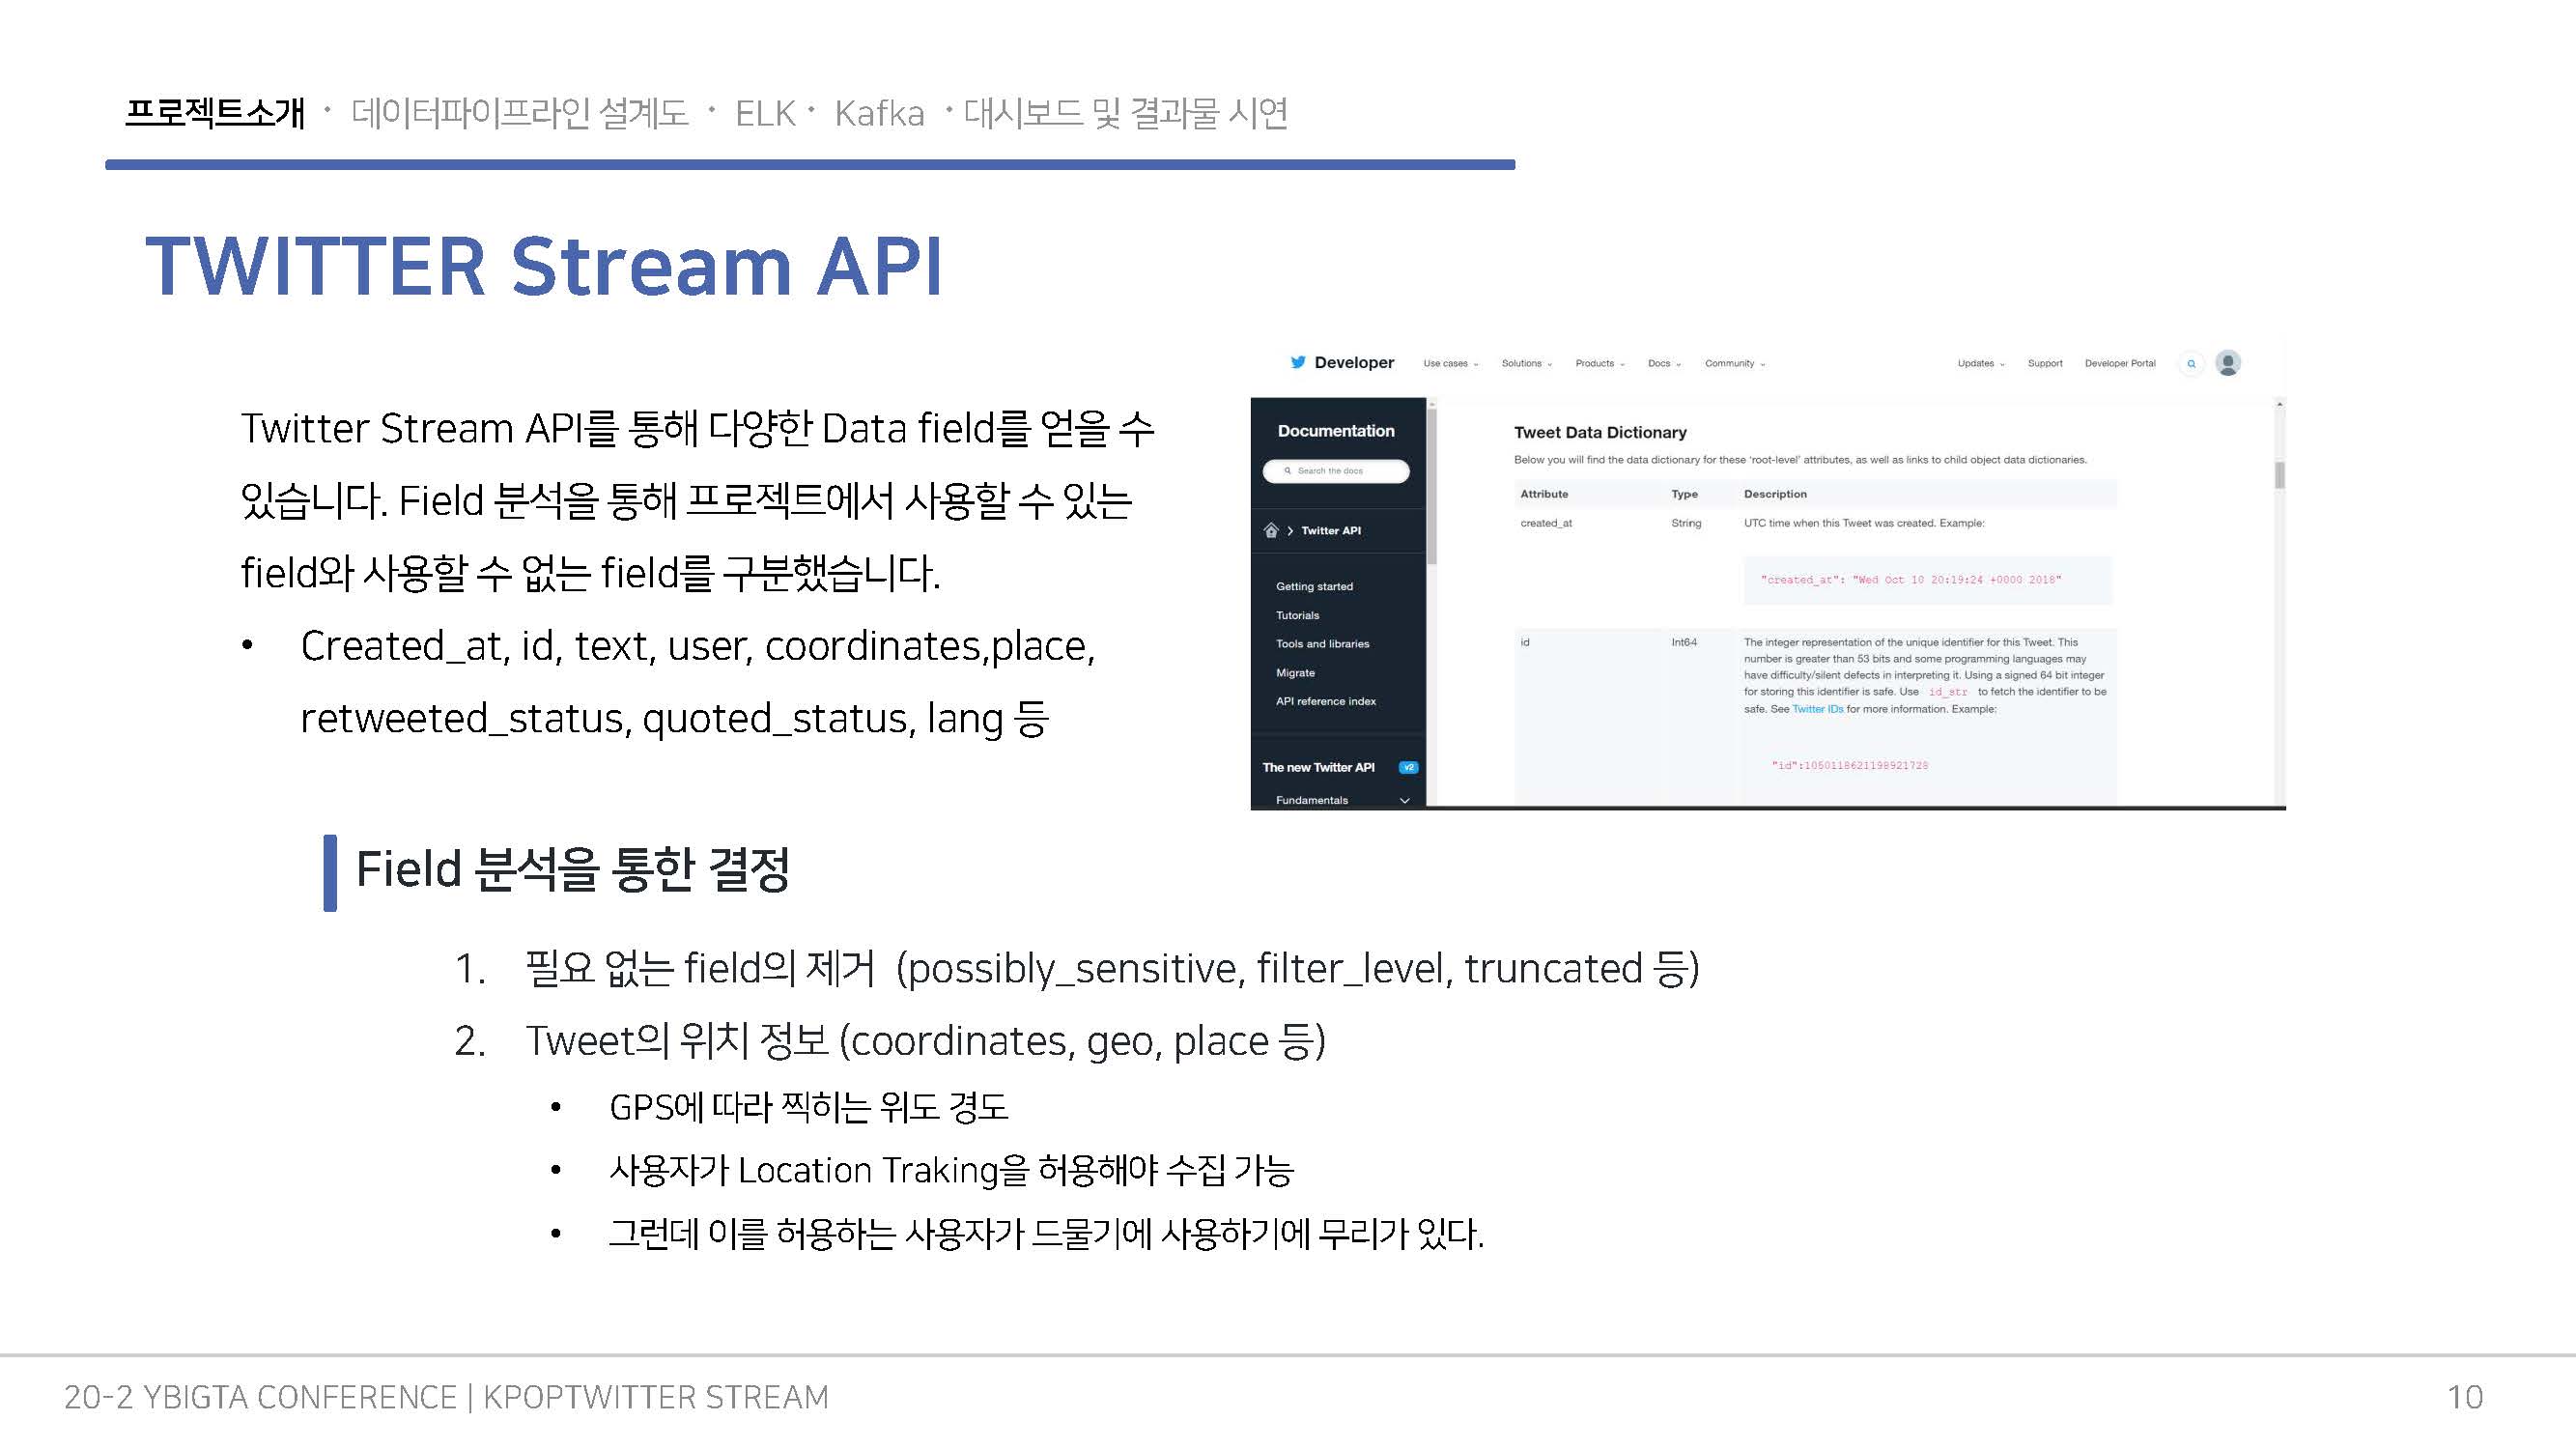 프로젝트소개 · 데이터파이프라인 설계도 · ELK · Kafka · 대시보드 및 결과물 시연
TWITTER Stream API
Twitter Stream API를 통해 다양한 Data field를 얻을 수
있습니다. Field 분석을 통해 프로젝트에서 사용할 수 있는
field와 사용할 수 없는 field를 구분했습니다.
• Created_at, id, text, user, coordinates,place,
retweeted_status, quoted_status, lang 등
Developer Use cases Solutions Products Docs Community Updates Support Developer Portal
Documentation
Search the docs
Twitter API
Getting started
Tutorials
Tools and libraries
Migrate
API reference index
The new Twitter API v2
Fundamentals
Tweet Data Dictionary
Below you will find the data dictionary for these 'root-level' attributes, as well as links to child object data dictionaries.
Attribute Type Description
created_at String UTC time when this Tweet was created. Example:
"created_at": "Wed Oct 10 20:19:24 +0000 2018"
id Int64 The integer representation of the unique identifier for this Tweet. This
number is greater than 53 bits and some programming languages may
have difficulty/silent defects in interpreting it. Using a signed 64 bit integer
for storing this identifier is safe. Use id_str to fetch the identifier to be
safe. See Twitter IDs for more information. Example:
"id":1050118621198921728
Field 분석을 통한 결정
1. 필요 없는 field의 제거 (possibly_sensitive, filter_level, truncated 등)
2. Tweet의 위치 정보 (coordinates, geo, place 등)
• GPS에 따라 찍히는 위도 경도
• 사용자가 Location Traking을 허용해야 수집 가능
• 그런데 이를 허용하는 사용자가 드물기에 사용하기에 무리가 있다.
20-2 YBIGTA CONFERENCE | KPOPTWITTER STREAM
10